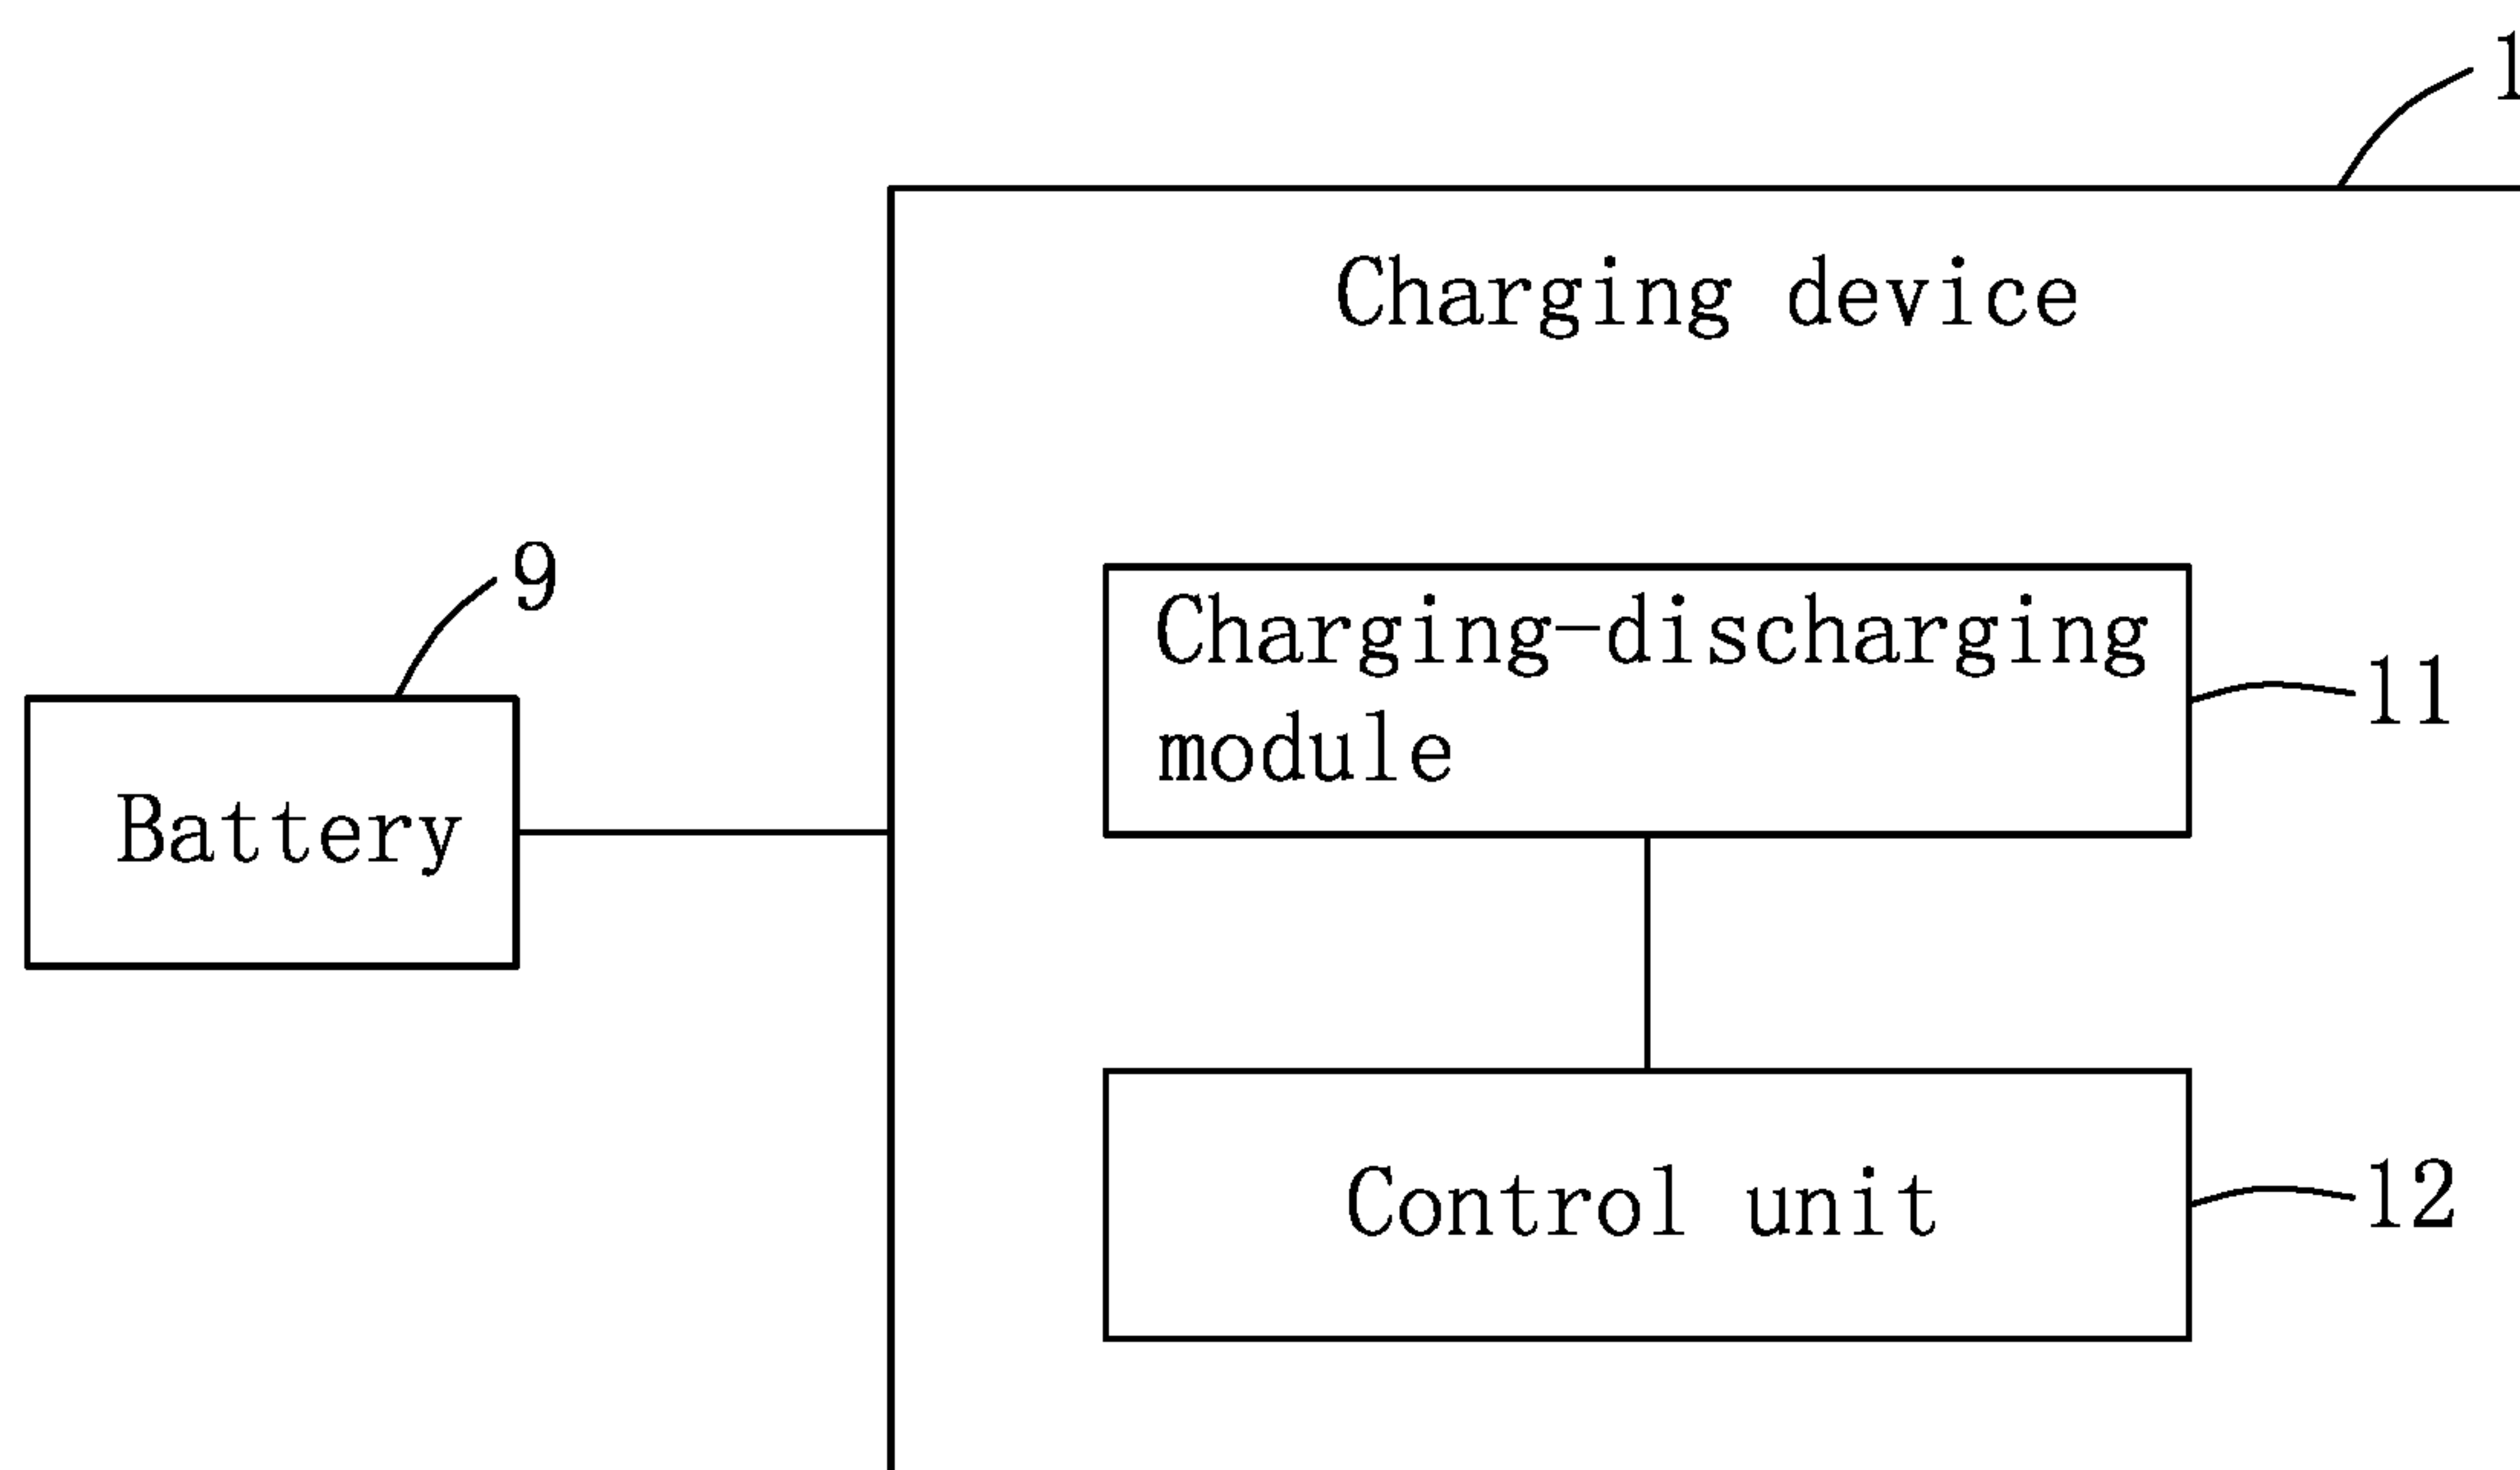 1
Charging device
9
Charging-discharging
module
11
Battery
Control unit
12